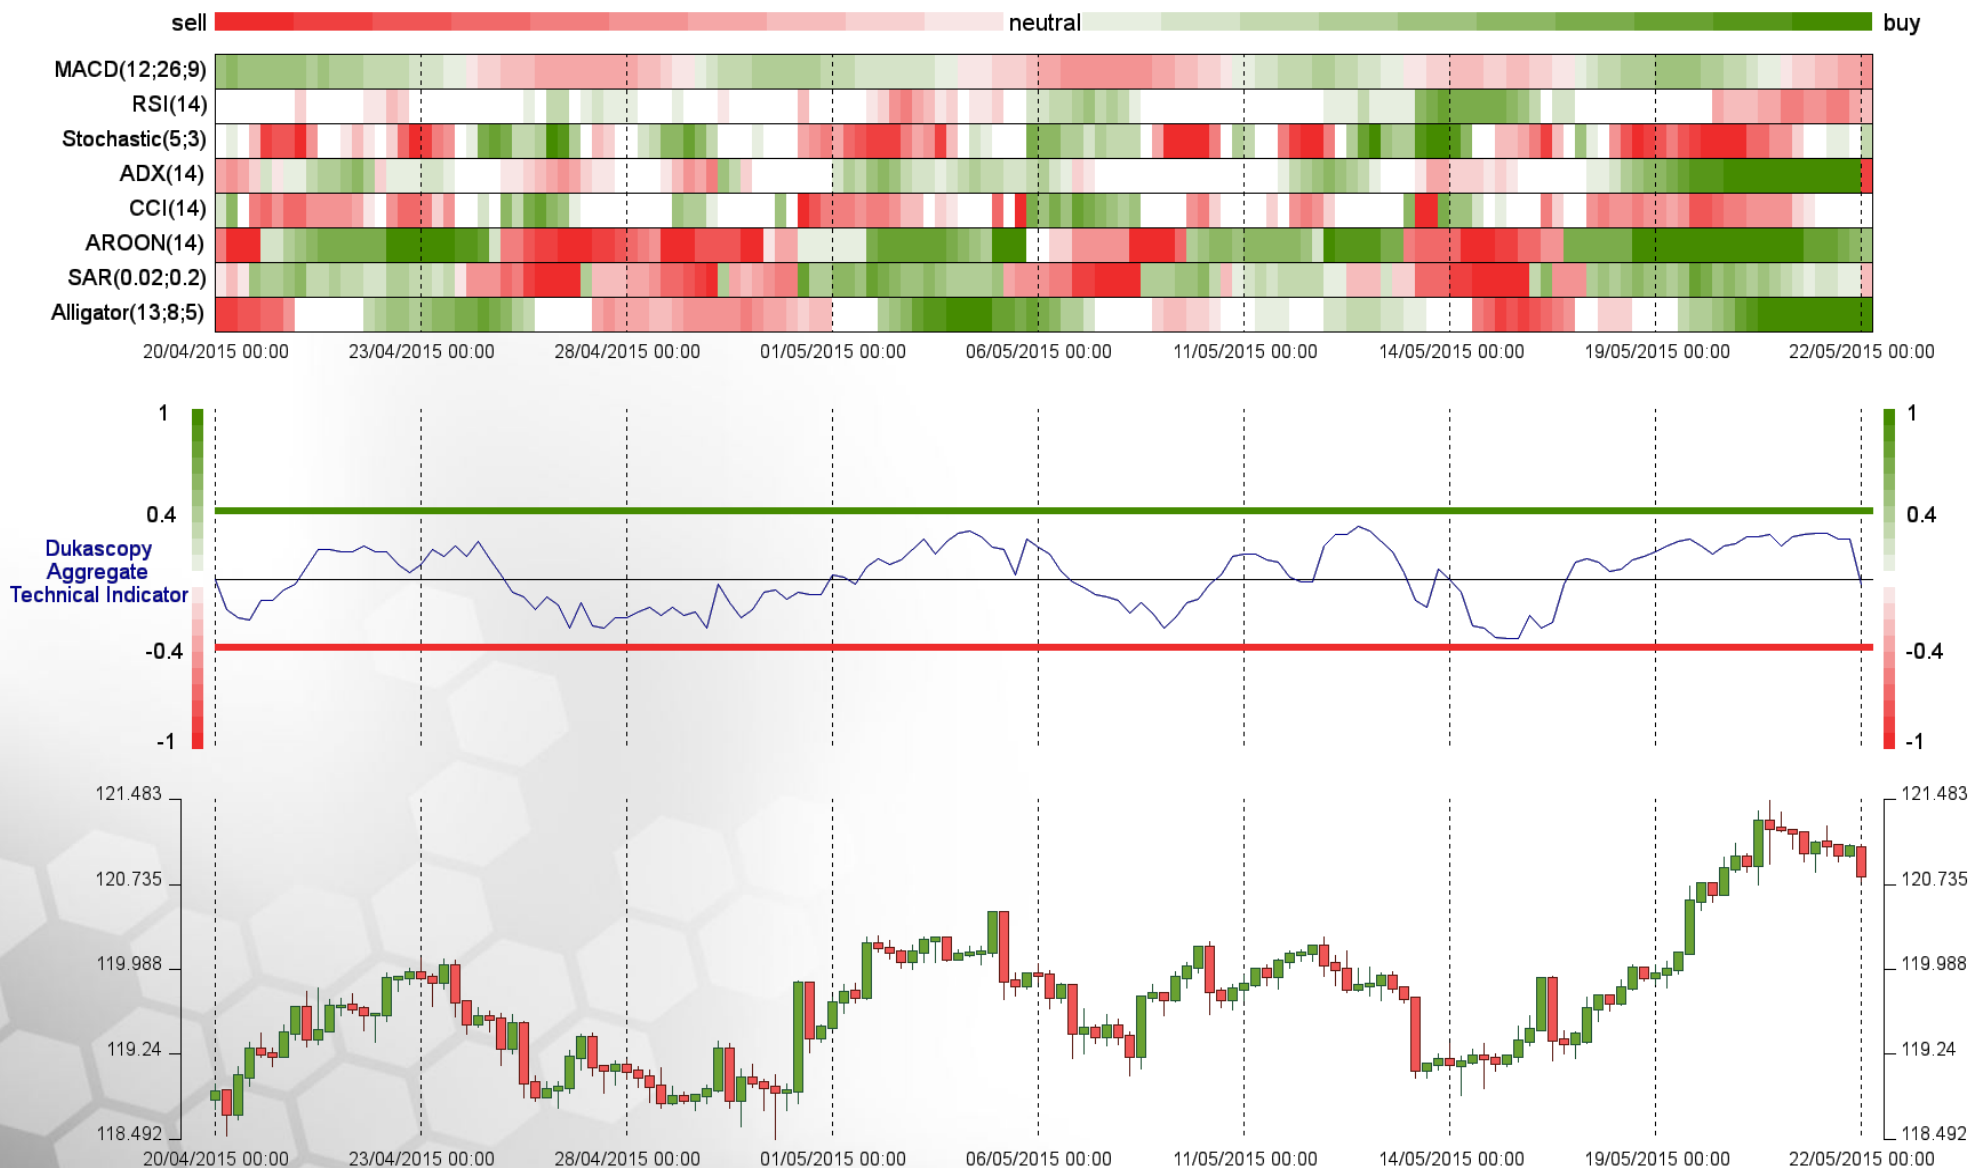 sell neutral buy
MACD(12;26;9)
RSI(14)
Stochastic(5;3)
ADX(14)
CCI(14)
AROON(14)
SAR(0.02;0.2)
Alligator(13;8;5)
20/04/2015 00:00 23/04/2015 00:00 28/04/2015 00:00 01/05/2015 00:00 06/05/2015 00:00 11/05/2015 00:00 14/05/2015 00:00 19/05/2015 00:00 22/05/2015 00:00
1 1
0.4 0.4
Dukascopy
Aggregate
Technical Indicator
-0.4 -0.4
-1 -1
121.483 121.483
120.735 120.735
119.988 119.988
119.24 119.24
118.492 118.492
20/04/2015 00:00 23/04/2015 00:00 28/04/2015 00:00 01/05/2015 00:00 06/05/2015 00:00 11/05/2015 00:00 14/05/2015 00:00 19/05/2015 00:00 22/05/2015 00:00